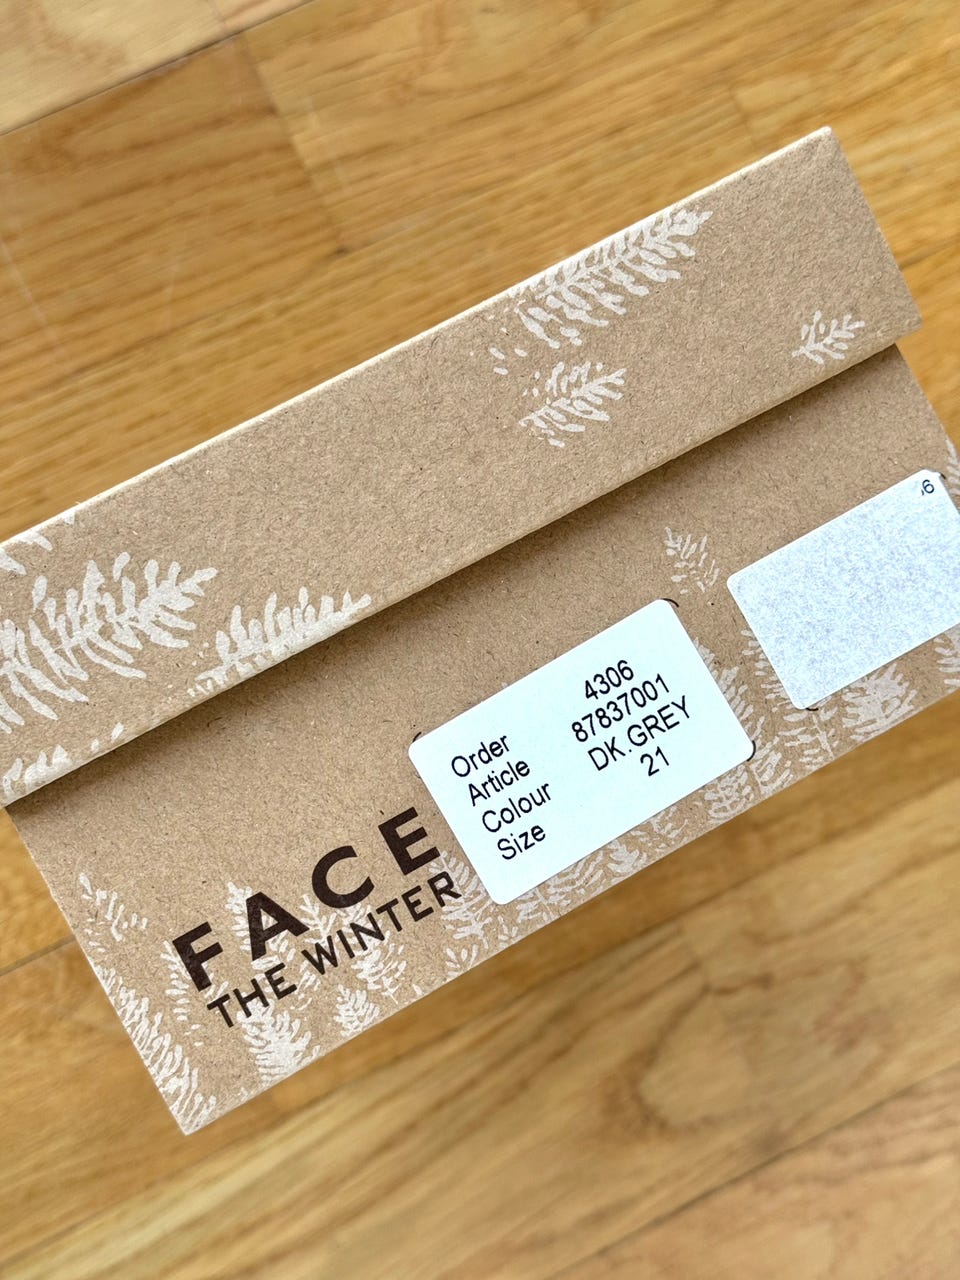 FACE
THE WINTER
Order 4306
Article 87837001
Colour DK.GREY
Size 21